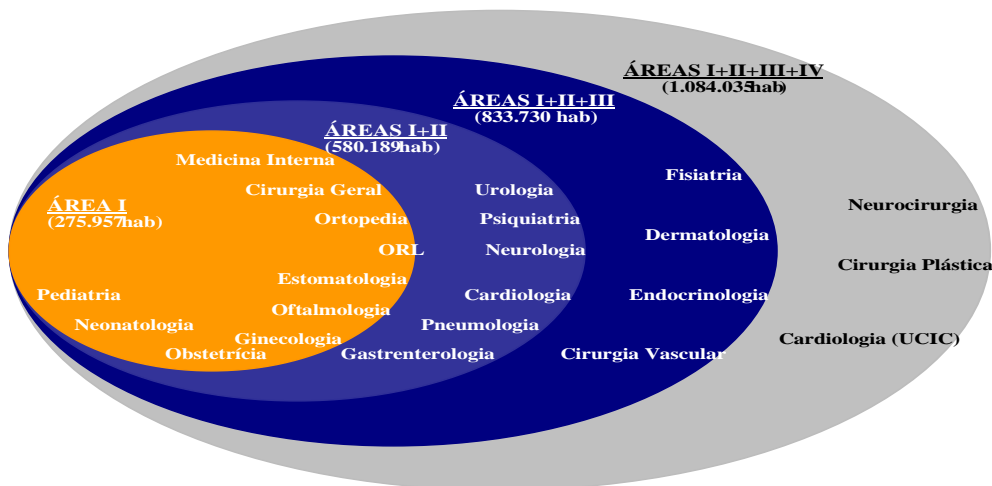 ÁREAS I+II+III+IV
(1.084.035hab)
ÁREAS I+II+III
(833.730 hab)
ÁREAS I+II
(580.189hab)
ÁREA I
(275.957hab)
Medicina Interna
Cirurgia Geral
Ortopedia
ORL
Estomatologia
Pediatria
Oftalmologia
Neonatologia
Ginecologia
Obstetrícia
Urologia
Psiquiatria
Neurologia
Cardiologia
Pneumologia
Gastrenterologia
Fisiatria
Dermatologia
Endocrinologia
Cirurgia Vascular
Neurocirurgia
Cirurgia Plástica
Cardiologia (UCIC)